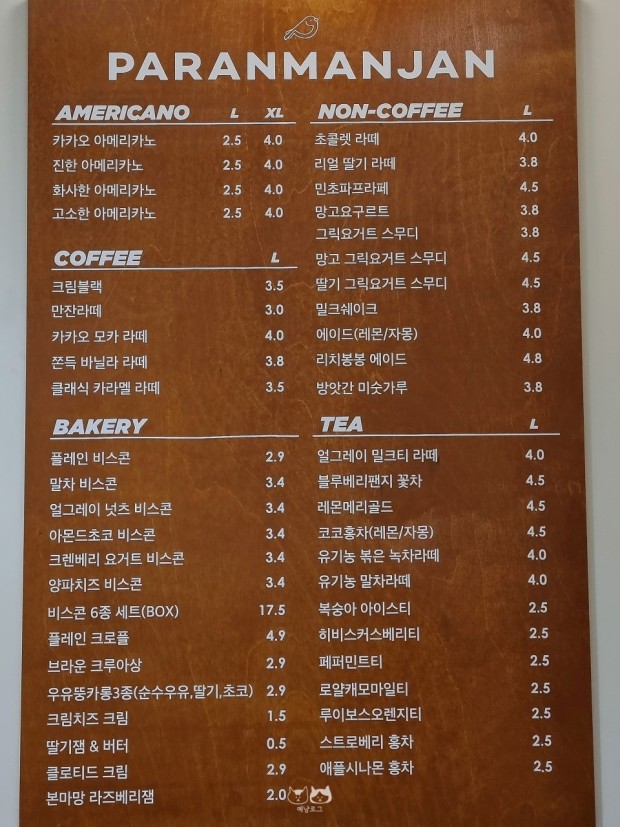 PARANMANJAN
AMERICANO L XL
카카오 아메리카노 2.5 4.0
진한 아메리카노 2.5 4.0
화사한 아메리카노 2.5 4.0
고소한 아메리카노 2.5 4.0
COFFEE L
크림블랙 3.5
만잔라떼 3.0
카카오 모카 라떼 4.0
쫀득 바닐라 라떼 3.8
클래식 카라멜 라떼 3.5
BAKERY
플레인 비스콘 2.9
말차 비스콘 3.4
얼그레이 넛츠 비스콘 3.4
아몬드초코 비스콘 3.4
크렌베리 요거트 비스콘 3.4
양파치즈 비스콘 3.4
비스콘 6종 세트(BOX) 17.5
플레인 크로플 4.9
브라운 크루아상 2.9
우유뚱카롱3종(순수우유,딸기,초코) 2.9
크림치즈 크림 1.5
딸기잼 & 버터 0.5
클로티드 크림 2.9
본마망 라즈베리잼 2.0
NON-COFFEE L
초콜렛 라떼 4.0
리얼 딸기 라떼 3.8
민초파프라페 4.5
망고요구르트 3.8
그릭요거트 스무디 3.8
망고 그릭요거트 스무디 4.5
딸기 그릭요거트 스무디 4.5
밀크쉐이크 3.8
에이드(레몬/자몽) 4.0
리치봉봉 에이드 4.8
방앗간 미숫가루 3.8
TEA L
얼그레이 밀크티 라떼 4.0
블루베리팬지 꽃차 4.5
레몬메리골드 4.5
코코홍차(레몬/자몽) 4.5
유기농 볶은 녹차라떼 4.0
유기농 말차라떼 4.0
복숭아 아이스티 2.5
히비스커스베리티 2.5
페퍼민트티 2.5
로얄캐모마일티 2.5
루이보스오렌지티 2.5
스트로베리 홍차 2.5
애플시나몬 홍차 2.5
예남로그